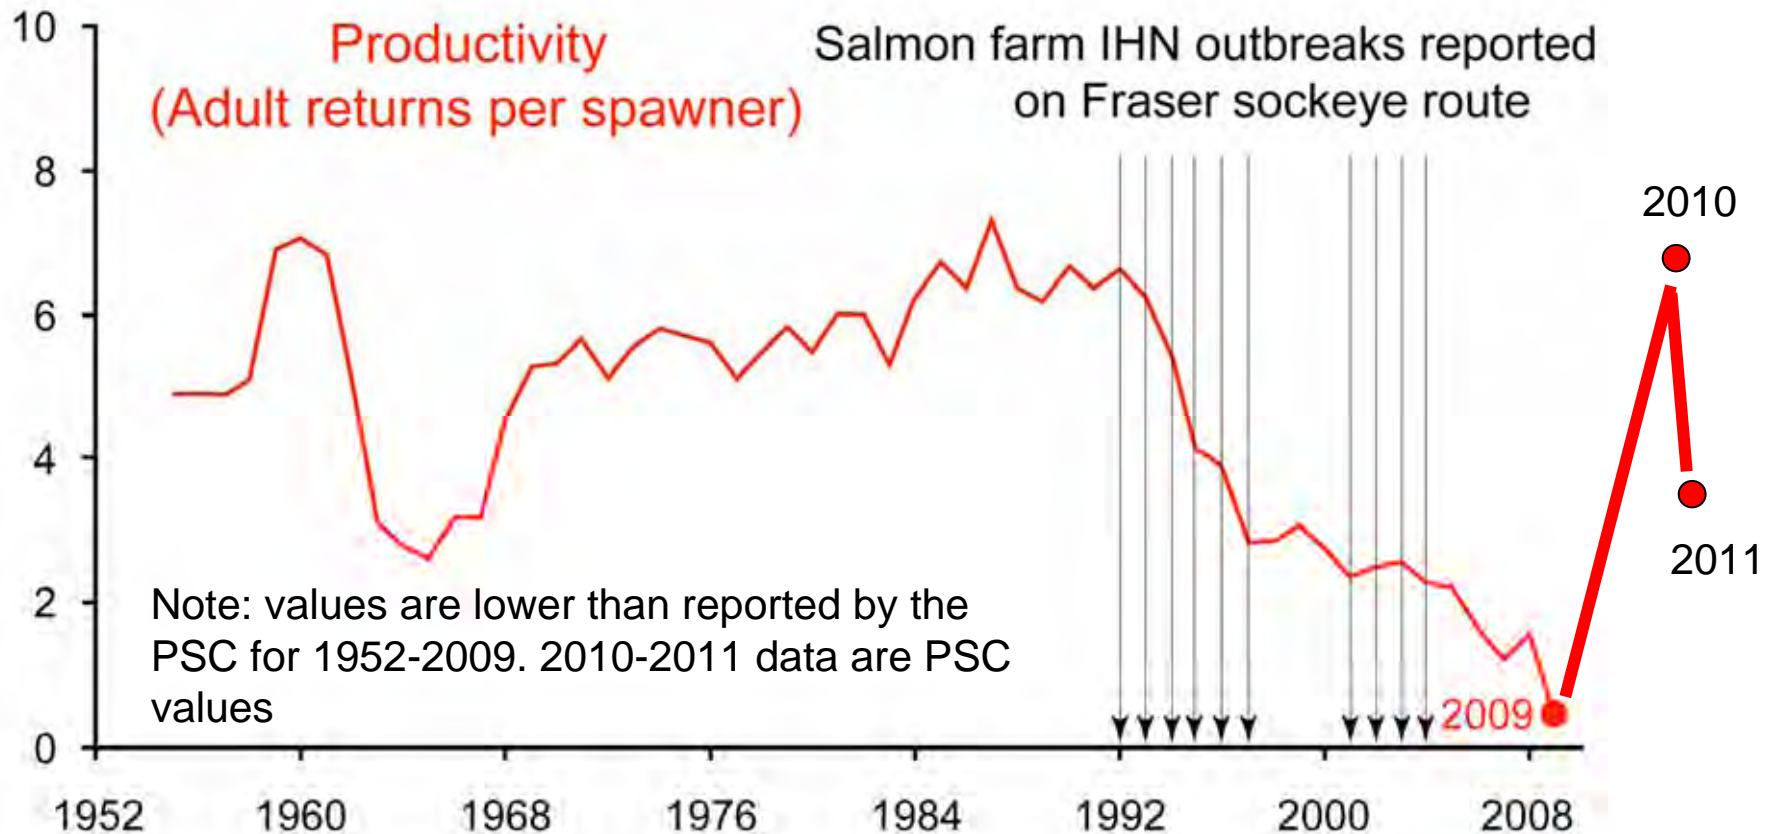 10
Productivity
(Adult returns per spawner)
Salmon farm IHN outbreaks reported
on Fraser sockeye route
8
2010
6
4
2011
2
Note: values are lower than reported by the
PSC for 1952-2009. 2010-2011 data are PSC
values
2009
0
1952 1960 1968 1976 1984 1992 2000 2008